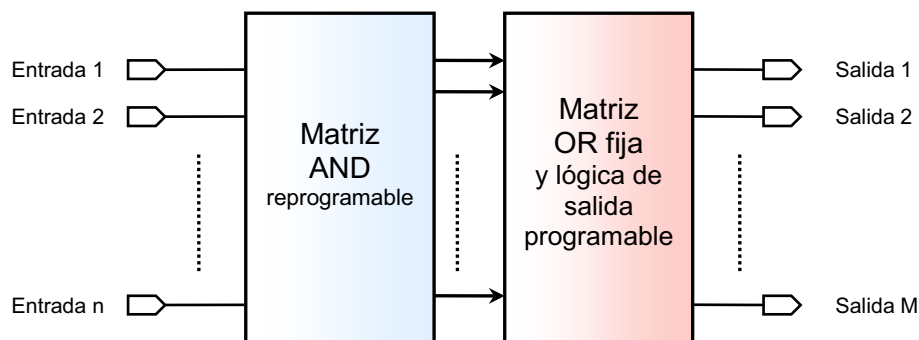 Entrada 1
Entrada 2
Entrada n
Matriz
AND
reprogramable
Matriz
OR fija
y lógica de
salida
programable
Salida 1
Salida 2
Salida M